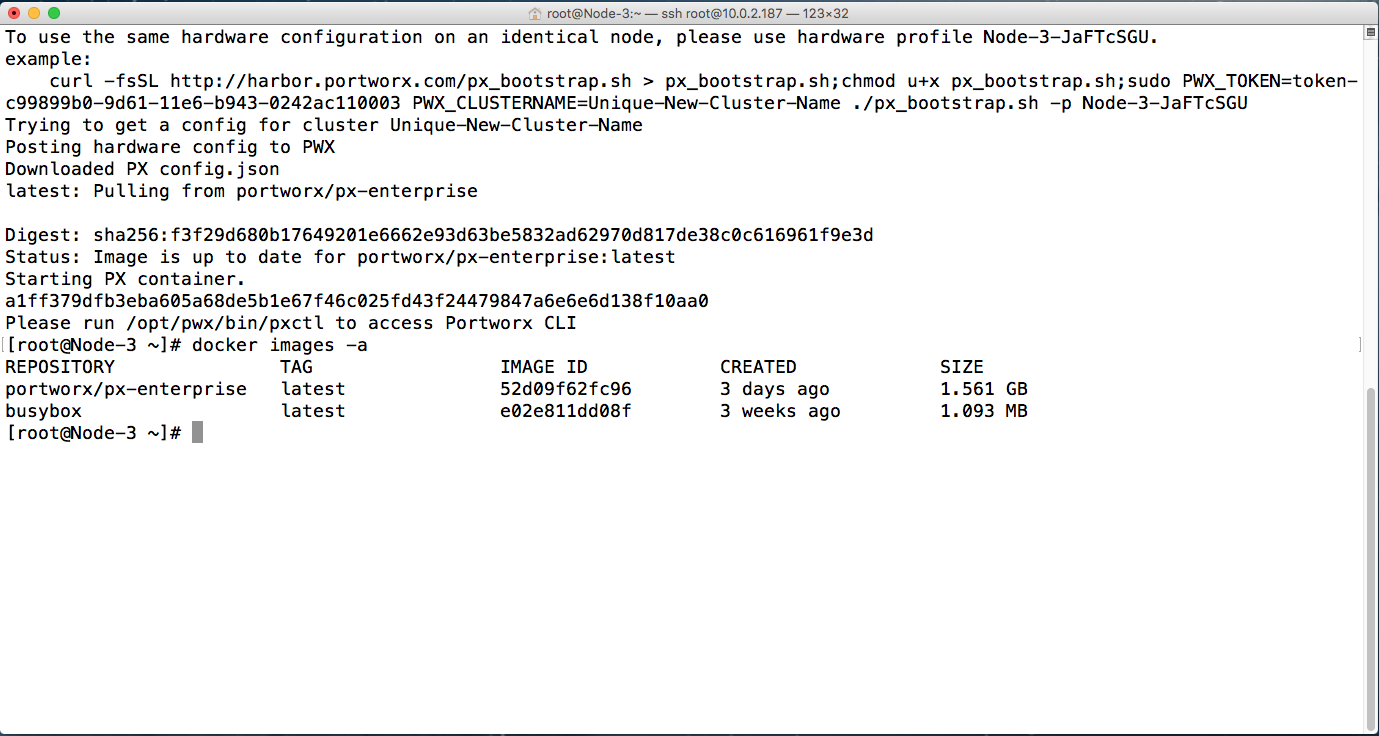 root@Node-3:~ — ssh root@10.0.2.187 — 123×32
To use the same hardware configuration on an identical node, please use hardware profile Node-3-JaFTcSGU.
example:
    curl -fsSL http://harbor.portworx.com/px_bootstrap.sh > px_bootstrap.sh;chmod u+x px_bootstrap.sh;sudo PWX_TOKEN=token-
c99899b0-9d61-11e6-b943-0242ac110003 PWX_CLUSTERNAME=Unique-New-Cluster-Name ./px_bootstrap.sh -p Node-3-JaFTcSGU
Trying to get a config for cluster Unique-New-Cluster-Name
Posting hardware config to PWX
Downloaded PX config.json
latest: Pulling from portworx/px-enterprise
Digest: sha256:f3f29d680b17649201e6662e93d63be5832ad62970d817de38c0c616961f9e3d
Status: Image is up to date for portworx/px-enterprise:latest
Starting PX container.
a1ff379dfb3eba605a68de5b1e67f46c025fd43f24479847a6e6e6d138f10aa0
Please run /opt/pwx/bin/pxctl to access Portworx CLI
[root@Node-3 ~]# docker images -a
REPOSITORY               TAG                 IMAGE ID            CREATED             SIZE
portworx/px-enterprise   latest              52d09f62fc96        3 days ago          1.561 GB
busybox                  latest              e02e811dd08f        3 weeks ago         1.093 MB
[root@Node-3 ~]#